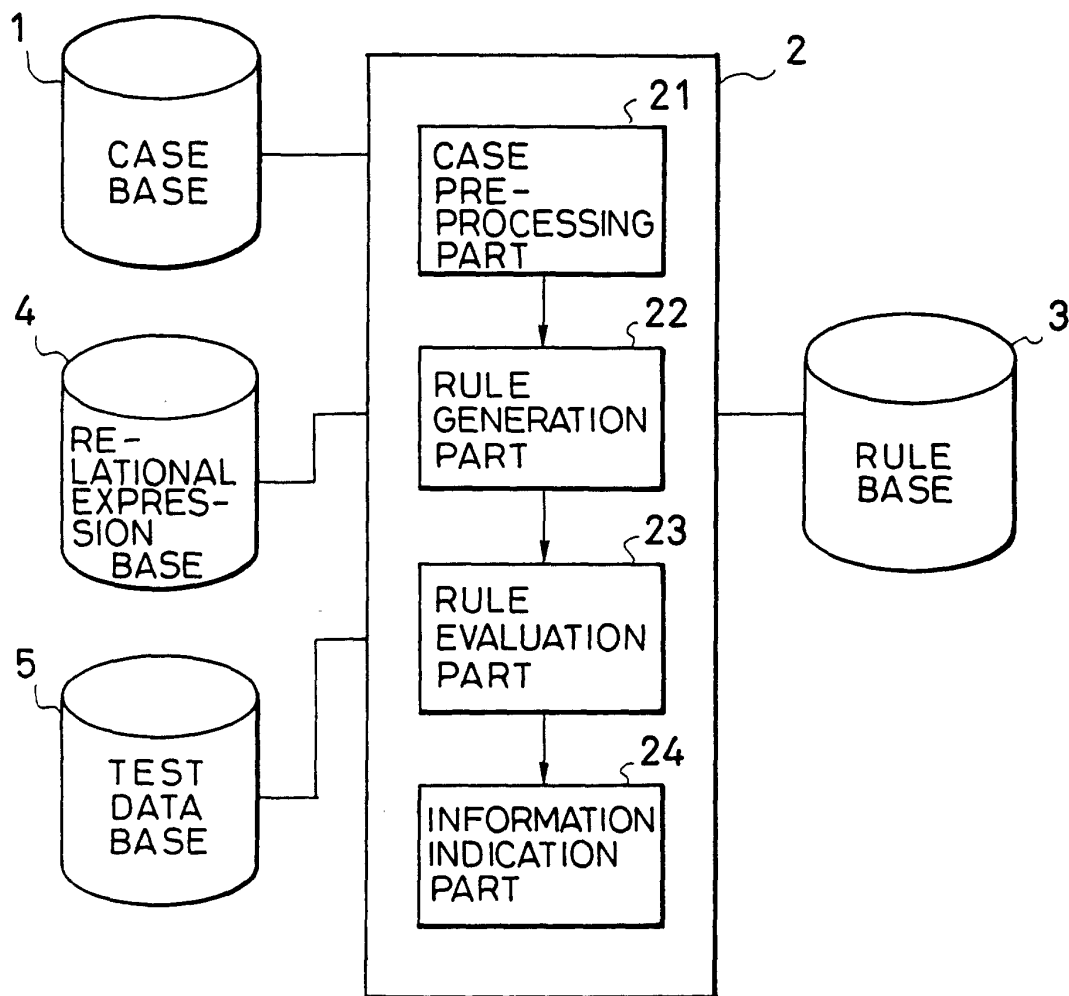 1
CASE
BASE
2
21
CASE
PRE-
PROCESSING
PART
4
RE-
LATIONAL
EXPRES-
SION
BASE
22
RULE
GENERATION
PART
3
RULE
BASE
23
RULE
EVALUATION
PART
5
TEST
DATA
BASE
24
INFORMATION
INDICATION
PART